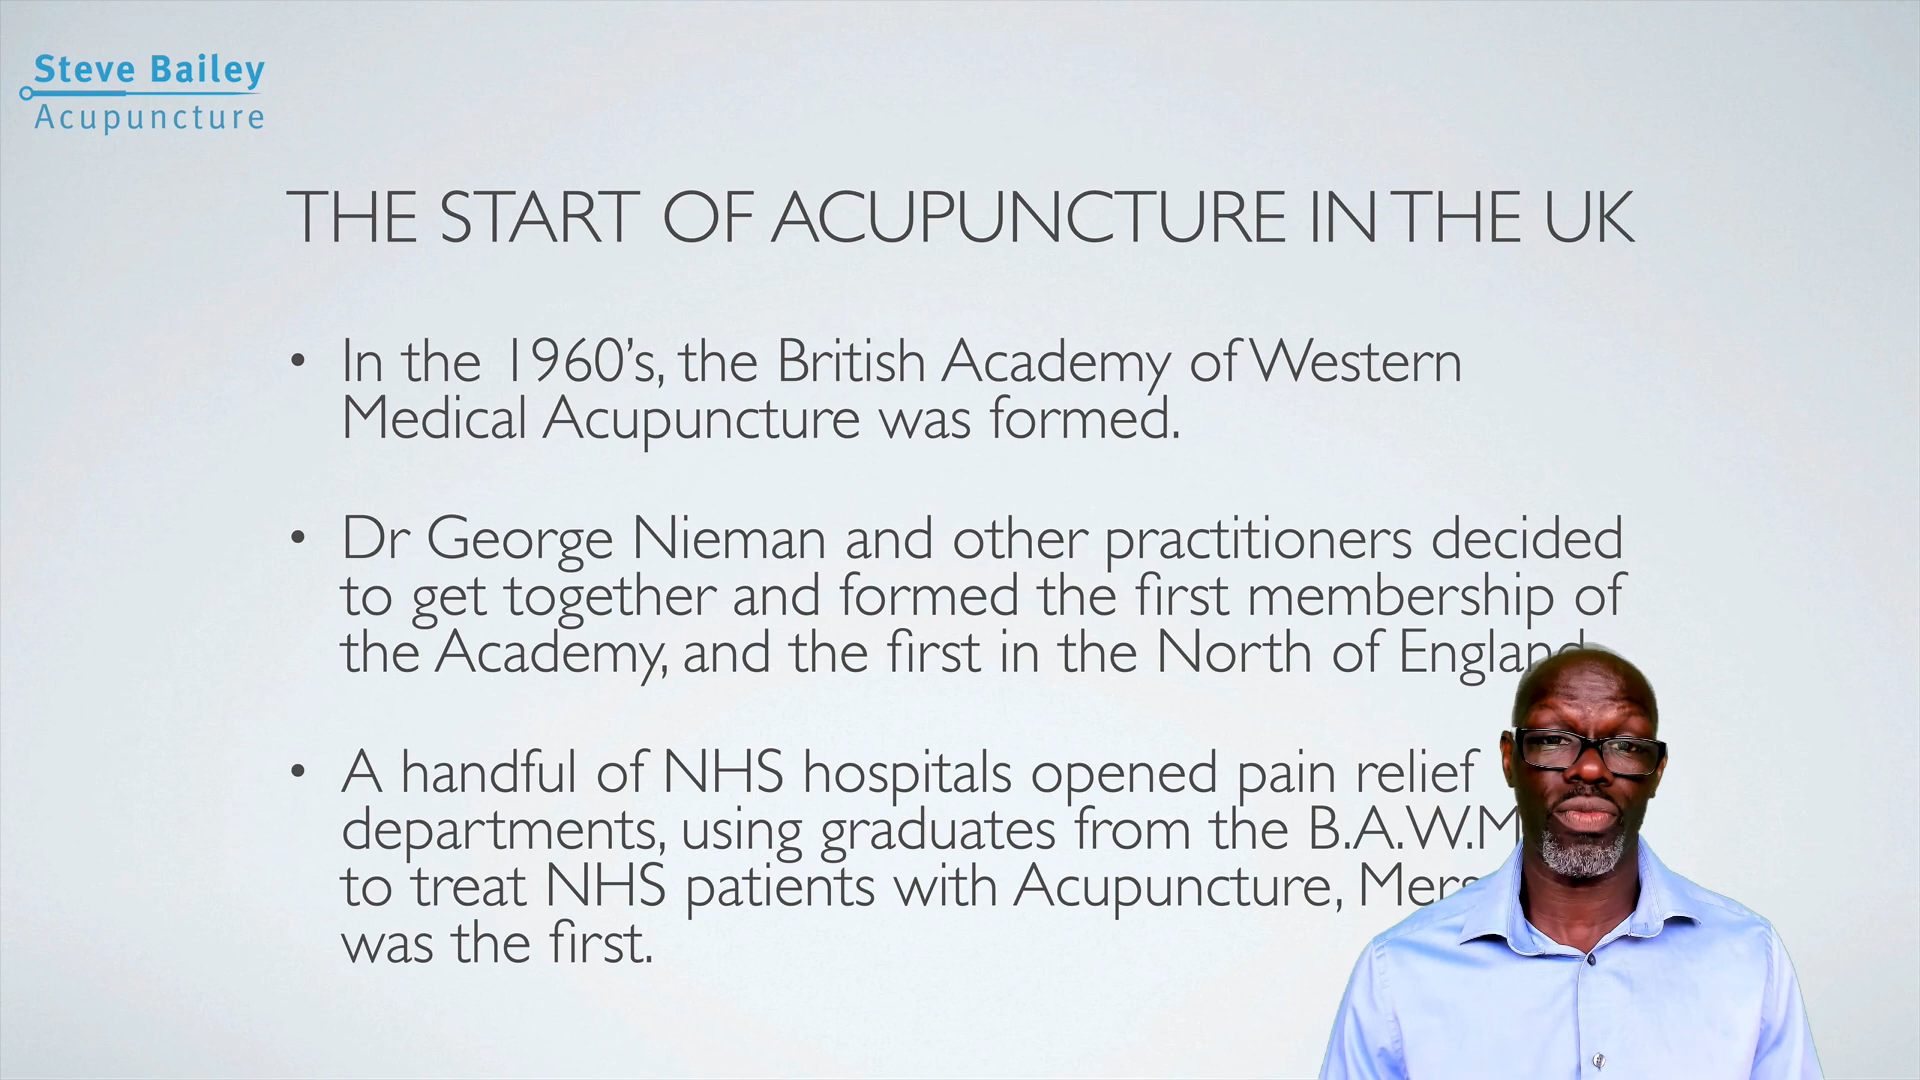 Steve Bailey
Acupuncture
THE START OF ACUPUNCTURE IN THE UK
• In the 1960's, the British Academy of Western
Medical Acupuncture was formed.
• Dr George Nieman and other practitioners decided
to get together and formed the first membership of
the Academy, and the first in the North of England
• A handful of NHS hospitals opened pain relief
departments, using graduates from the B.A.W.M
to treat NHS patients with Acupuncture,
was the first.